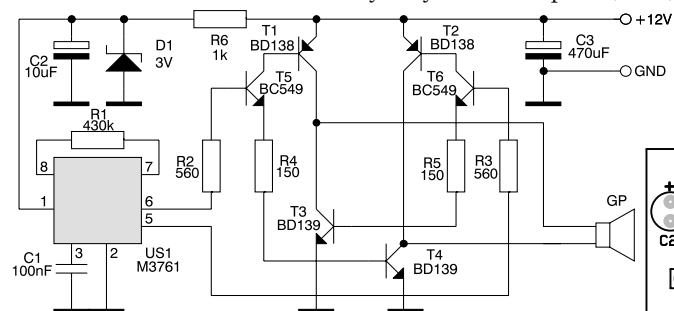 +12V
T1
BD138
T2
BD138
R6
1k
D1
3V
C2
10uF
C3
470uF
GND
T5
BC549
T6
BC549
R1
430k
8
7
R2
560
R4
150
R5
150
R3
560
GP
1
6
5
T3
BD139
C2
C1
100nF
3
2
US1
M3761
T4
BD139